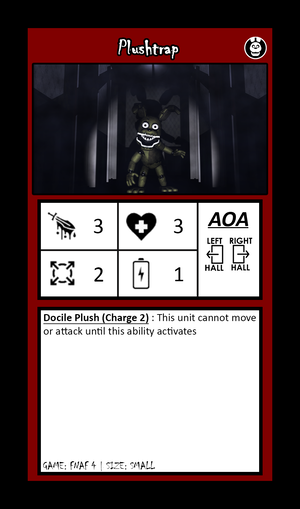 Plushtrap
3 3 AOA
LEFT RIGHT
HALL HALL
2 1
Docile Plush (Charge 2) : This unit cannot move
or attack until this ability activates
GAME: FNAF 4 | SIZE: SMALL